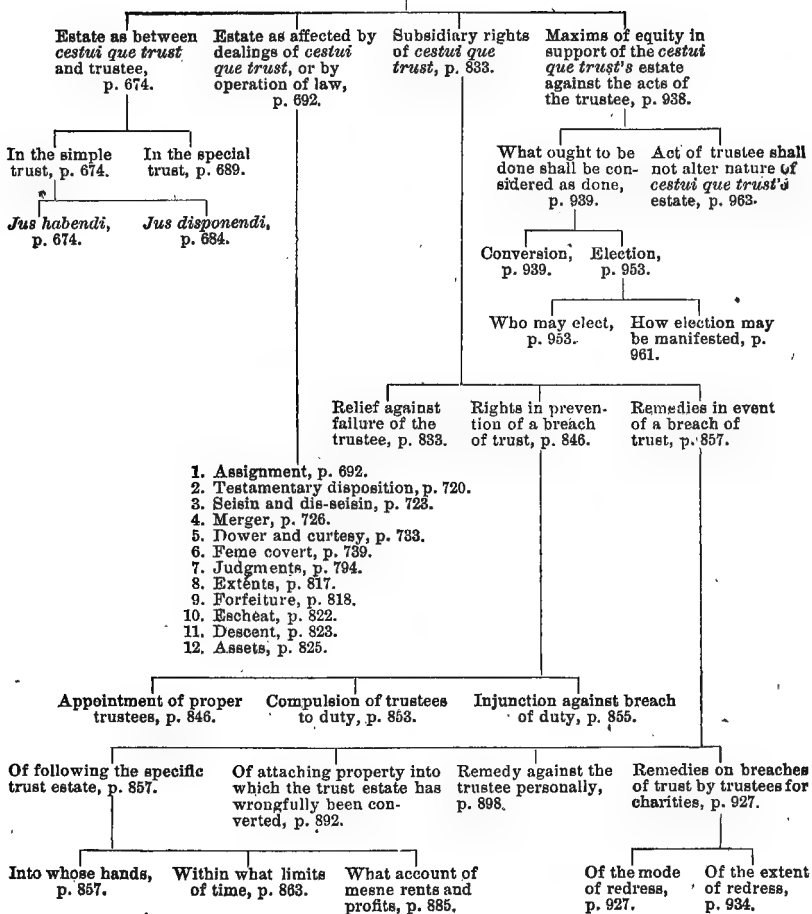 Estate as between
cestui que trust
and trustee,
p. 674.
Estate as affected by
dealings of cestui
que trust, or by
operation of law,
p. 692.
Subsidiary rights
of cestui que
trust, p. 833.
Maxims of equity in
support of the cestui
que trust's estate
against the acts of
the trustee, p. 938.
In the simple
trust, p. 674.
In the special
trust, p. 689.
What ought to be
done shall be con-
sidered as done,
p. 939.
Act of trustee shall
not alter nature of
cestui que trust's
estate, p. 963.
Jus habendi,
p. 674.
Jus disponendi,
p. 684.
Conversion,
p. 939.
Election,
p. 953.
Who may elect,
p. 953.
How election may
be manifested, p.
961.
Relief against
failure of the
trustee, p. 833.
Rights in preven-
tion of a breach
of trust, p. 846.
Remedies in event
of a breach of
trust, p. 857.
1. Assignment, p. 692.
2. Testamentary disposition, p. 720.
3. Seisin and dis-seisin, p. 723.
4. Merger, p. 726.
5. Dower and curtesy, p. 733.
6. Feme covert, p. 739.
7. Judgments, p. 794.
8. Extents, p. 817.
9. Forfeiture, p. 818.
10. Escheat, p. 822.
11. Descent, p. 823.
12. Assets, p. 825.
Appointment of proper
trustees, p. 846.
Compulsion of trustees
to duty, p. 853.
Injunction against breach
of duty, p. 855.
Of following the specific
trust estate, p. 857.
Of attaching property into
which the trust estate has
wrongfully been con-
verted, p. 892.
Remedy against the
trustee personally,
p. 898.
Remedies on breaches
of trust by trustees for
charities, p. 927.
Into whose hands,
p. 857.
Within what limits
of time, p. 863.
What account of
mesne rents and
profits, p. 885.
Of the mode
of redress,
p. 927.
Of the extent
of redress,
p. 934.